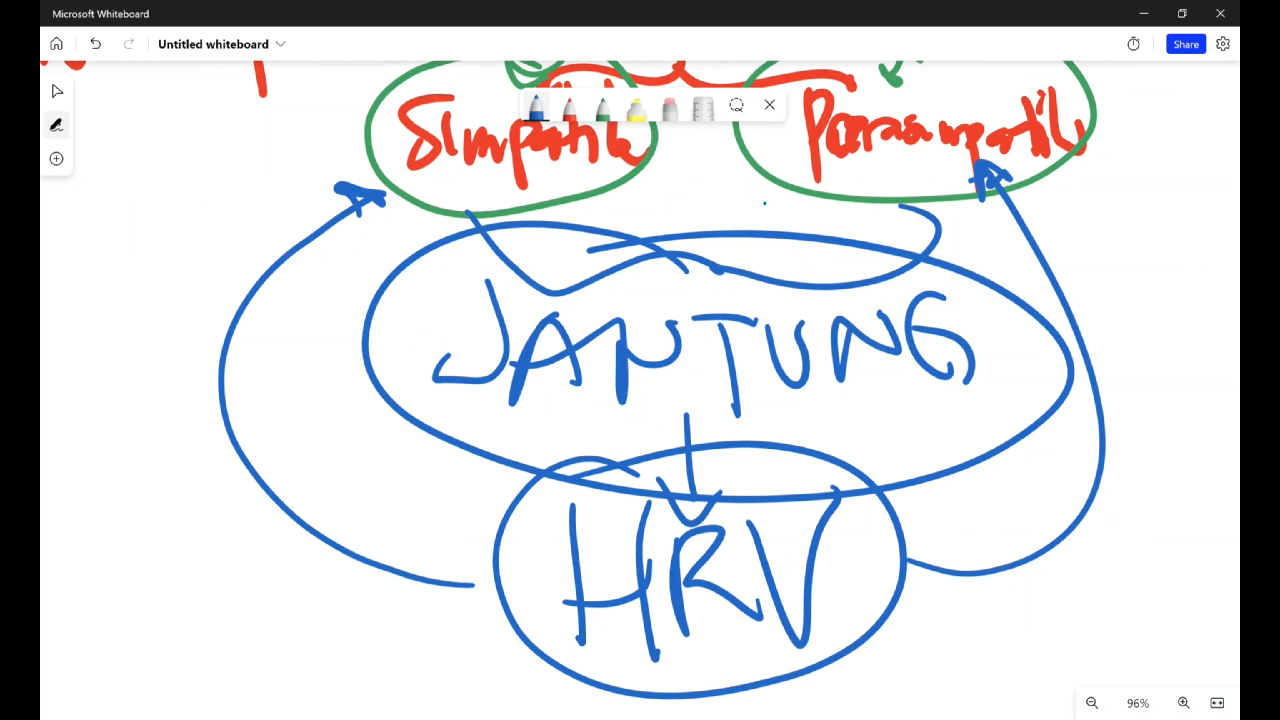 Microsoft Whiteboard
Untitled whiteboard
Share
Simpatik Parasimpatik
JANTUNG
HRV
96%